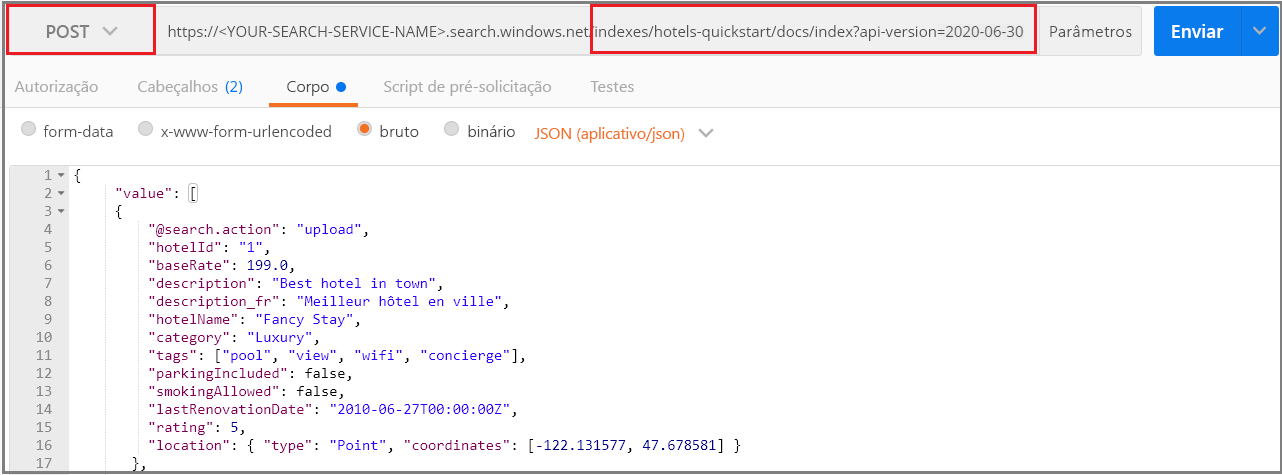 POST https://<YOUR-SEARCH-SERVICE-NAME>.search.windows.net/indexes/hotels-quickstart/docs/index?api-version=2020-06-30 Parâmetros Enviar
Autorização Cabeçalhos (2) Corpo Script de pré-solicitação Testes
form-data x-www-form-urlencoded bruto binário JSON (aplicativo/json)
1 {
2 "value": [
3 {
4 "@search.action": "upload",
5 "hotelId": "1",
6 "baseRate": 199.0,
7 "description": "Best hotel in town",
8 "description_fr": "Meilleur hôtel en ville",
9 "hotelName": "Fancy Stay",
10 "category": "Luxury",
11 "tags": ["pool", "view", "wifi", "concierge"],
12 "parkingIncluded": false,
13 "smokingAllowed": false,
14 "lastRenovationDate": "2010-06-27T00:00:00Z",
15 "rating": 5,
16 "location": { "type": "Point", "coordinates": [-122.131577, 47.678581] }
17 },